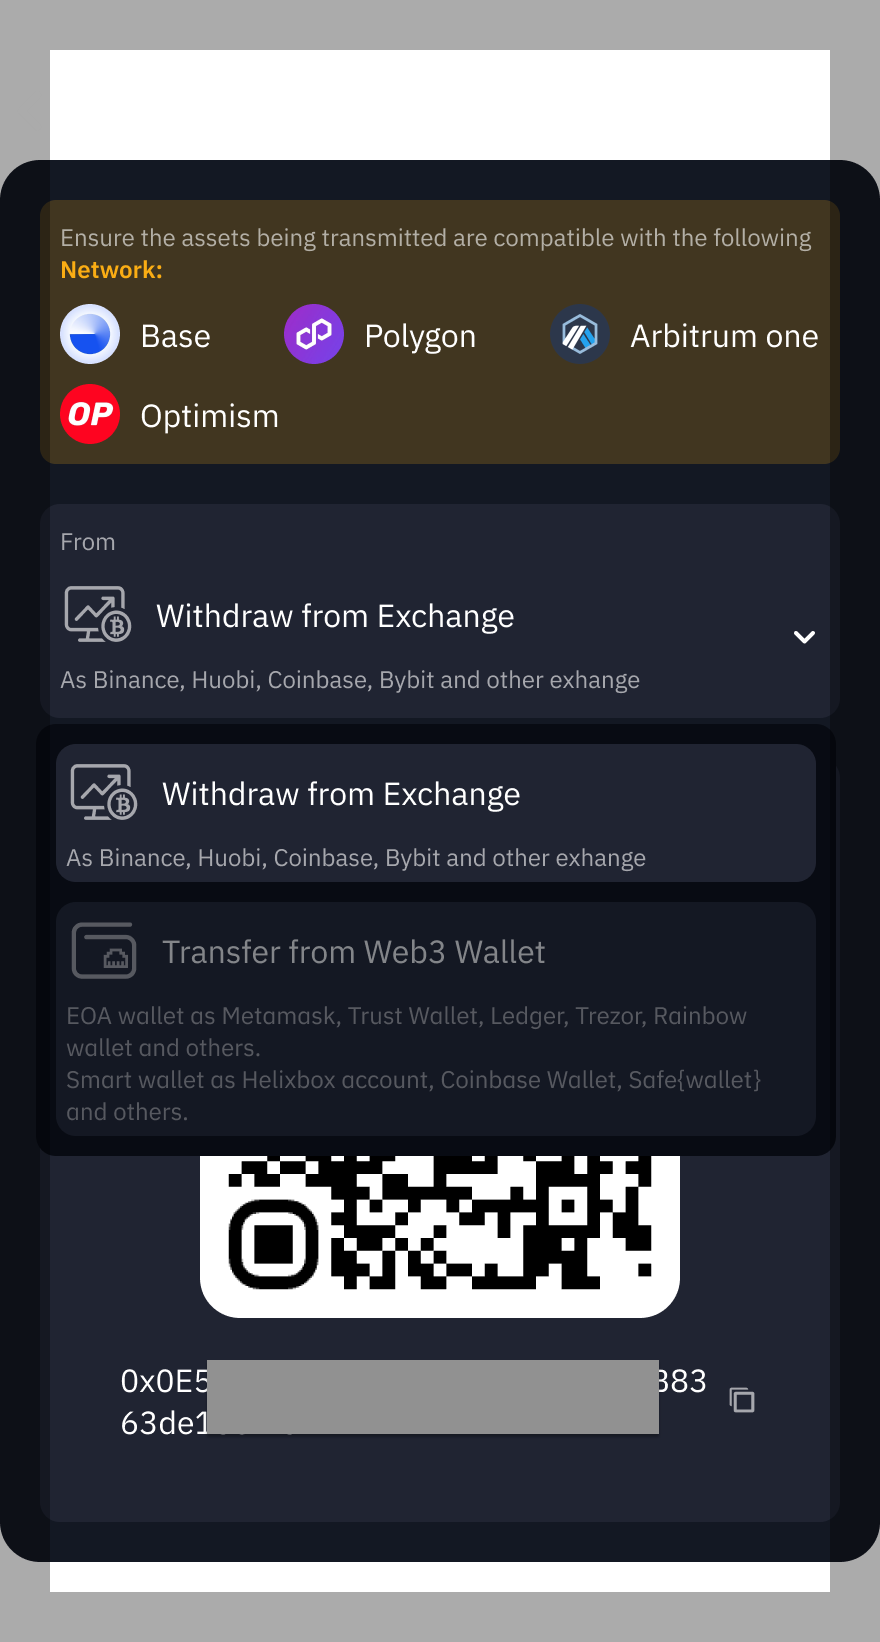 Ensure the assets being transmitted are compatible with the following
Network:
Base
Polygon
Arbitrum one
OP
Optimism
From
Withdraw from Exchange
As Binance, Huobi, Coinbase, Bybit and other exhange
Withdraw from Exchange
As Binance, Huobi, Coinbase, Bybit and other exhange
Transfer from Web3 Wallet
EOA wallet as Metamask, Trust Wallet, Ledger, Trezor, Rainbow
wallet and others.
Smart wallet as Helixbox account, Coinbase Wallet, Safe{wallet}
and others.
0x0E5 383
63de1